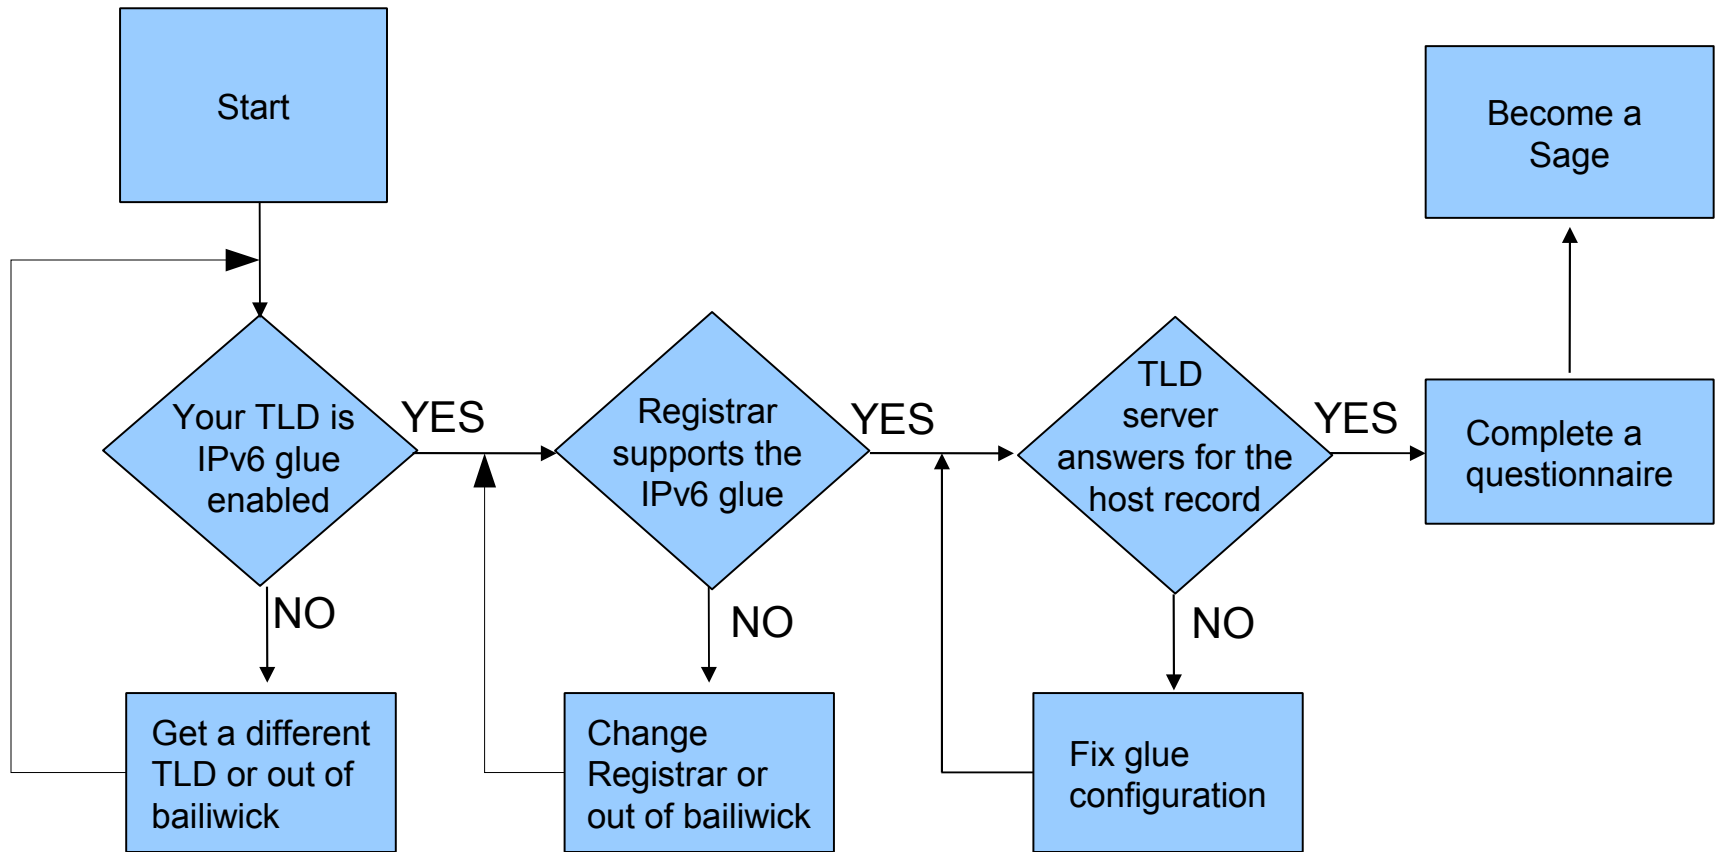 Start
Become a
Sage
Your TLD is
IPv6 glue
enabled
YES
Registrar
supports the
IPv6 glue
YES
TLD
server
answers for the
host record
YES
Complete a
questionnaire
NO
NO
NO
Get a different
TLD or out of
bailiwick
Change
Registrar or
out of bailiwick
Fix glue
configuration